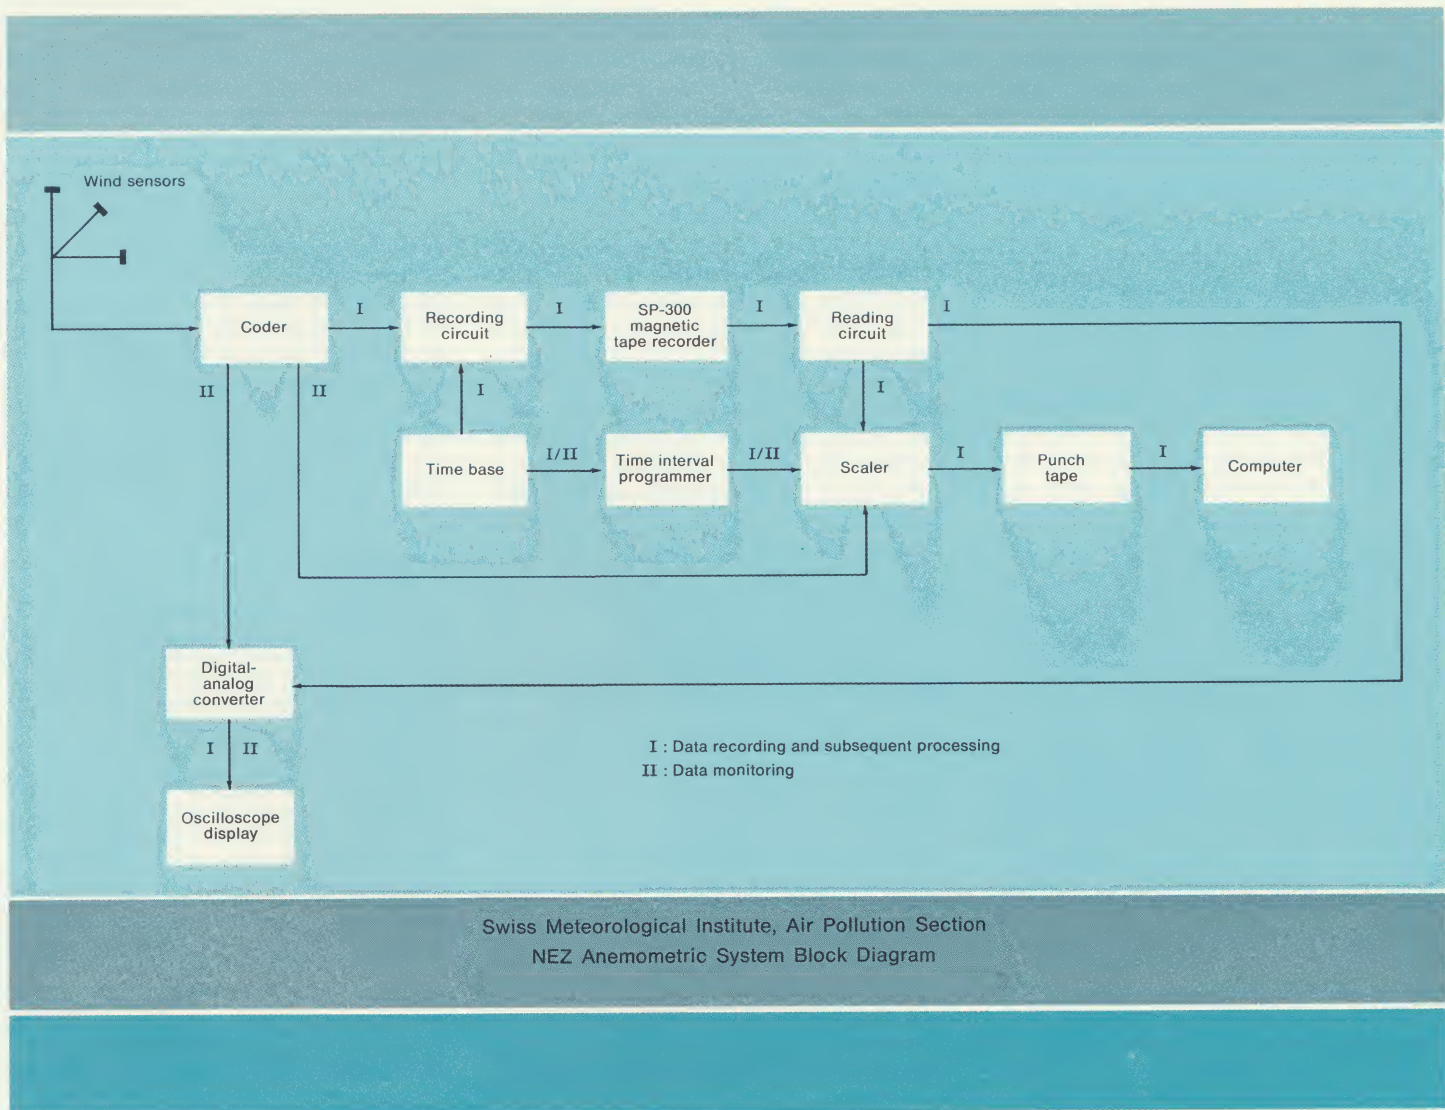 Wind sensors
Coder
I
Recording
circuit
I
SP-300
magnetic
tape recorder
I
Reading
circuit
I
II
II
I
I
Time base
I/II
Time interval
programmer
I/II
Scaler
I
Punch
tape
I
Computer
Digital-
analog
converter
I
II
I : Data recording and subsequent processing
II : Data monitoring
Oscilloscope
display
Swiss Meteorological Institute, Air Pollution Section
NEZ Anemometric System Block Diagram